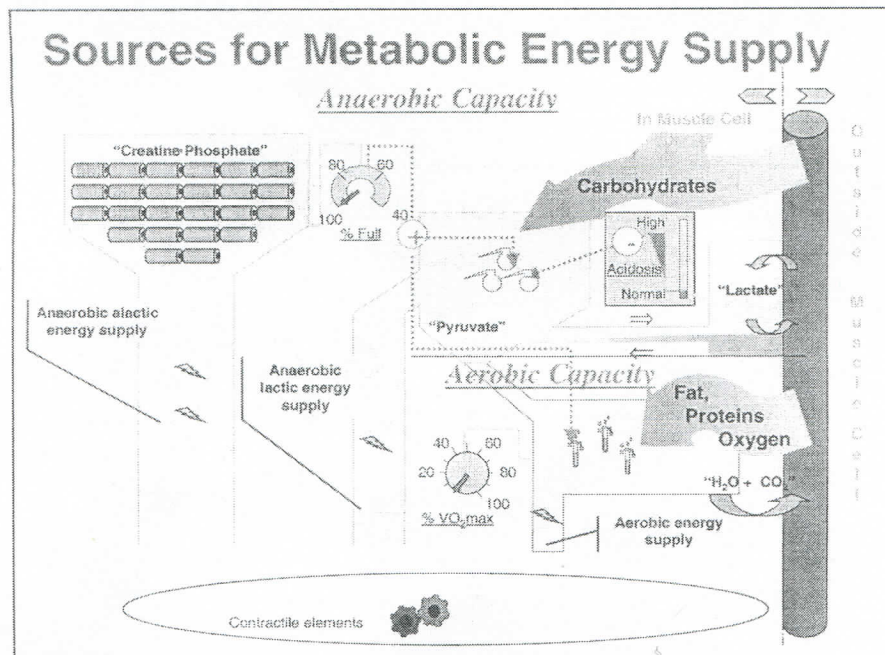 Sources for Metabolic Energy Supply
Anaerobic Capacity
In Muscle Cell
"Creatine-Phosphate"
80 60
100 40
% Full
Carbohydrates
High
Acidosis
Normal
"Lactate"
"Pyruvate"
Outside Muscle Cell
Anaerobic alactic
energy supply
Anaerobic
lactic energy
supply
Aerobic Capacity
Fat,
Proteins
Oxygen
40 60
20 80
100
% VO₂max
"H₂O + CO₂"
Aerobic energy
supply
Contractile elements